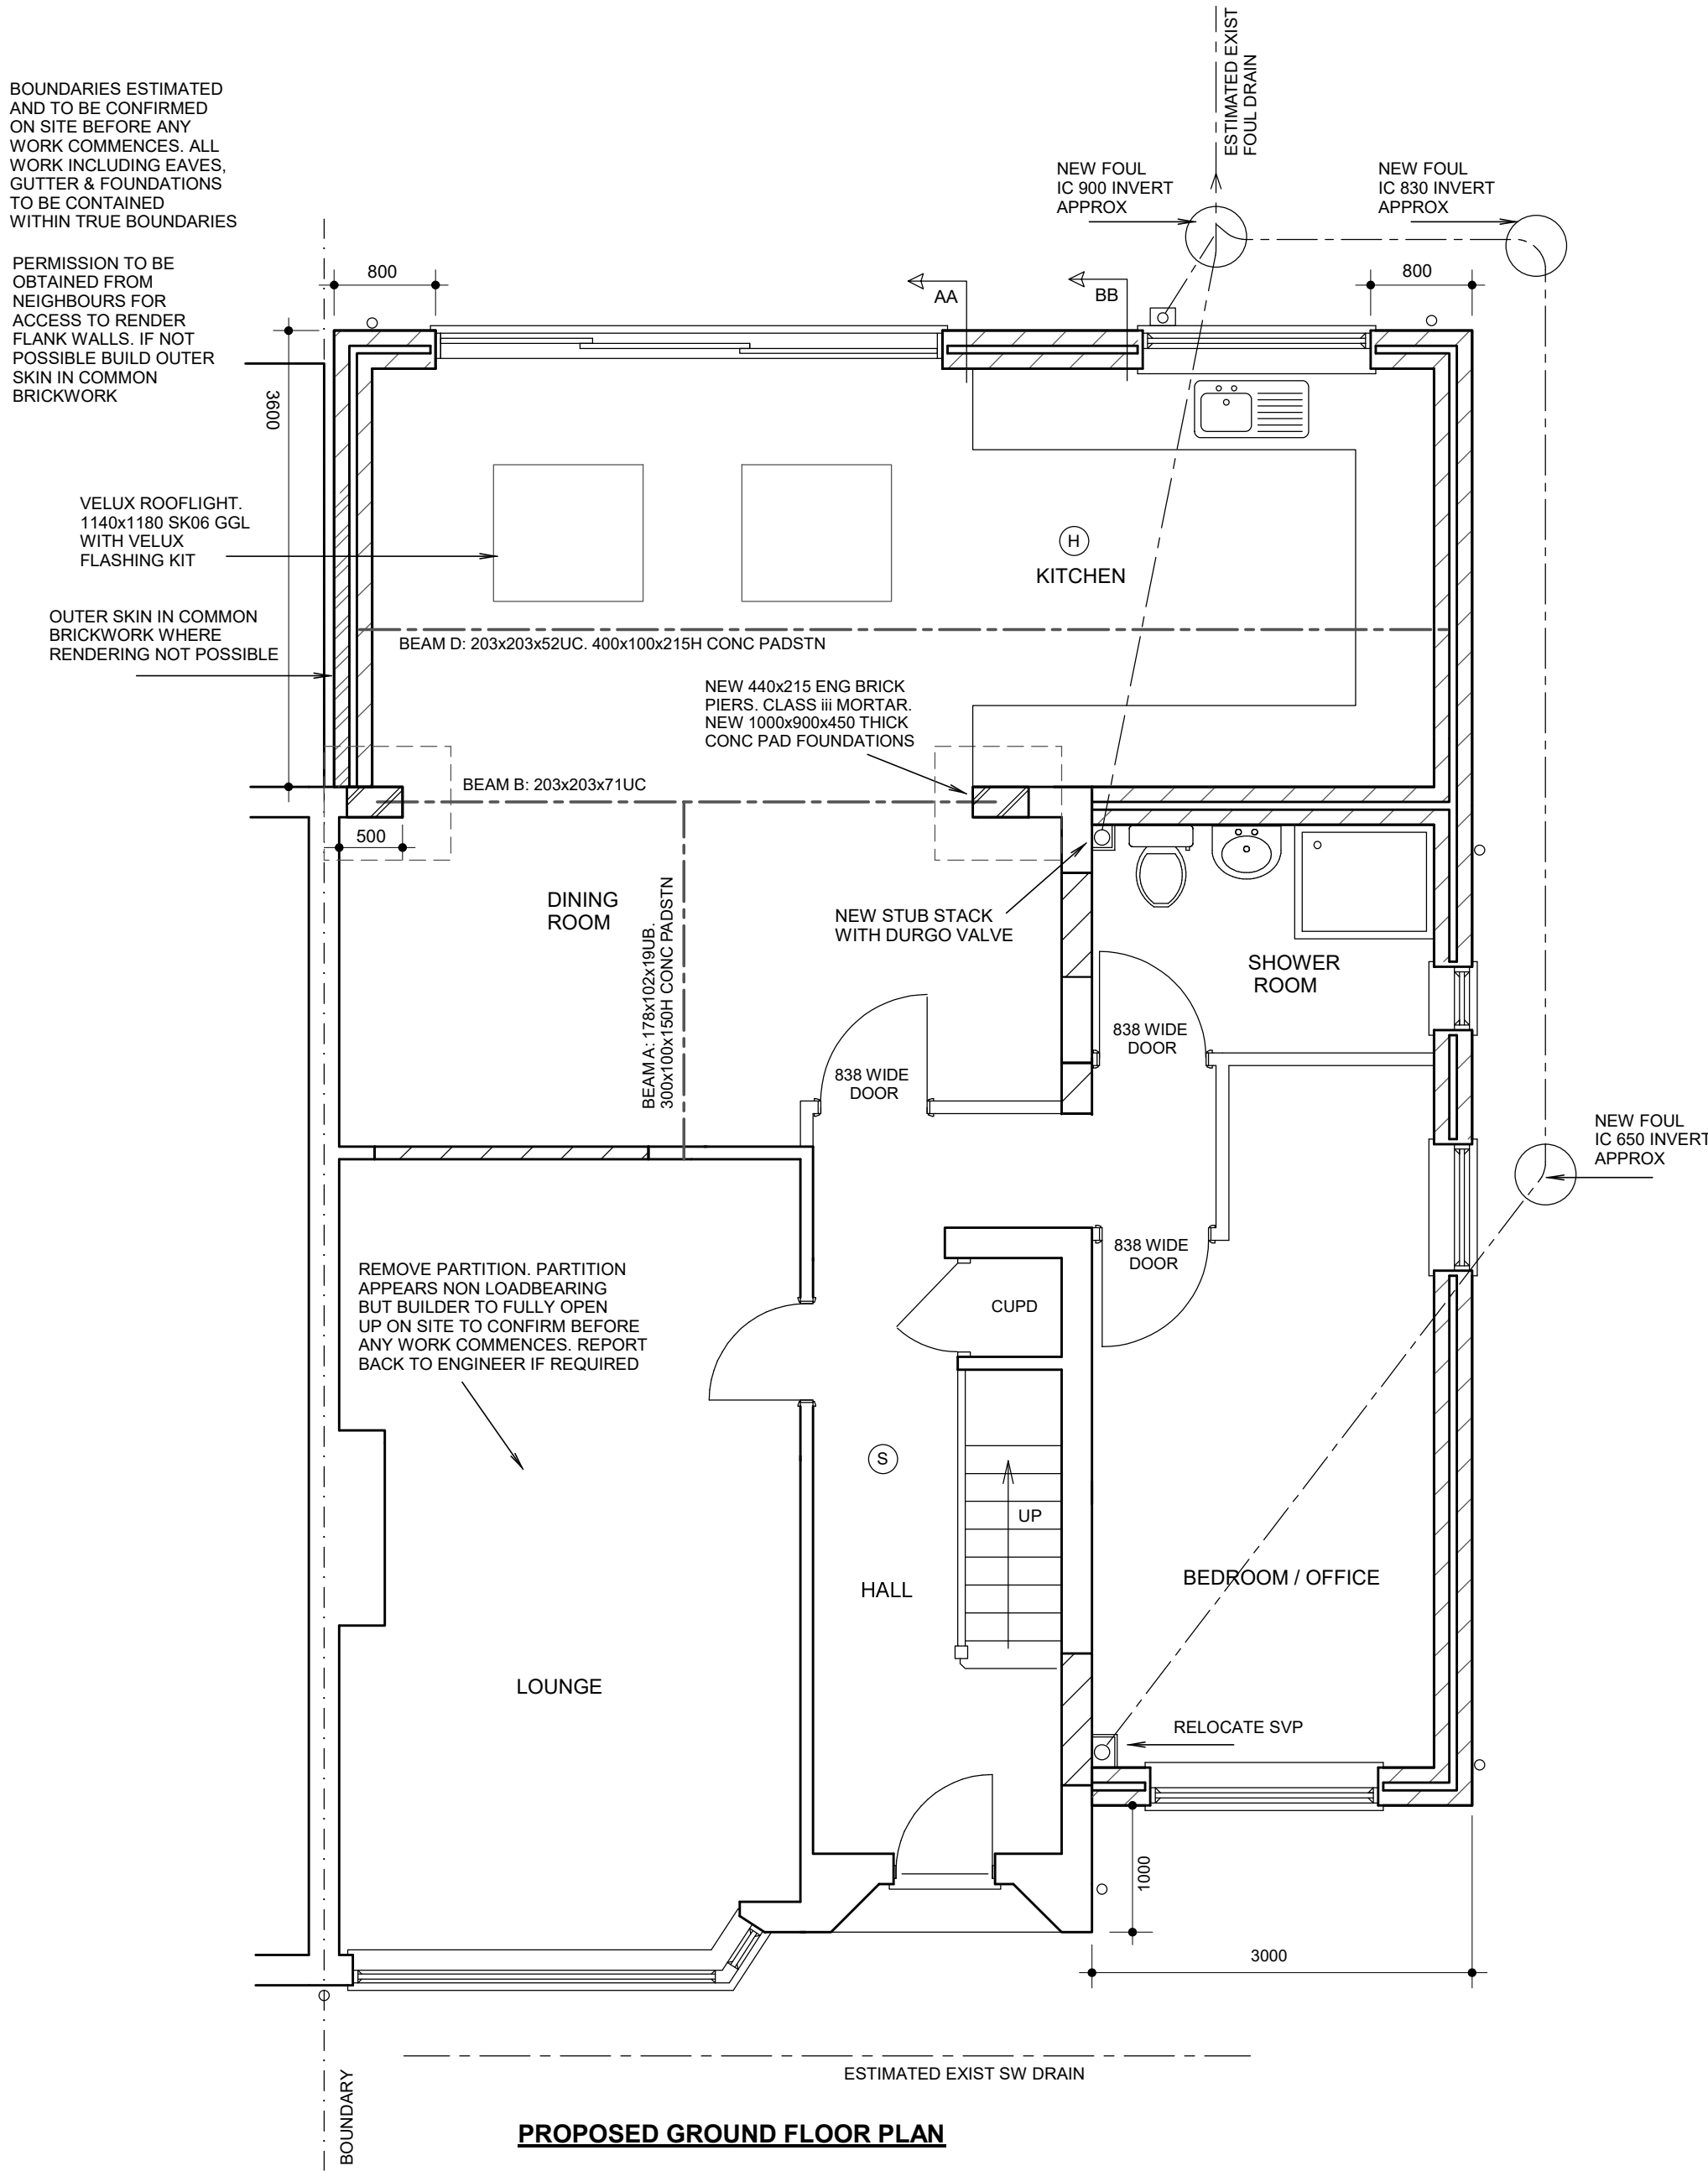 ESTIMATED EXIST
FOUL DRAIN
BOUNDARIES ESTIMATED
AND TO BE CONFIRMED
ON SITE BEFORE ANY
WORK COMMENCES. ALL
WORK INCLUDING EAVES,
GUTTER & FOUNDATIONS
TO BE CONTAINED
WITHIN TRUE BOUNDARIES
NEW FOUL
IC 900 INVERT
APPROX
NEW FOUL
IC 830 INVERT
APPROX
PERMISSION TO BE
OBTAINED FROM
NEIGHBOURS FOR
ACCESS TO RENDER
FLANK WALLS. IF NOT
POSSIBLE BUILD OUTER
SKIN IN COMMON
BRICKWORK
800
AA
BB
800
3600
VELUX ROOFLIGHT.
1140x1180 SK06 GGL
WITH VELUX
FLASHING KIT
H
KITCHEN
OUTER SKIN IN COMMON
BRICKWORK WHERE
RENDERING NOT POSSIBLE
BEAM D: 203x203x52UC. 400x100x215H CONC PADSTN
NEW 440x215 ENG BRICK
PIERS. CLASS iii MORTAR.
NEW 1000x900x450 THICK
CONC PAD FOUNDATIONS
BEAM B: 203x203x71UC
500
DINING
ROOM
BEAM A: 178x102x19UB.
300x100x150H CONC PADSTN
NEW STUB STACK
WITH DURGO VALVE
SHOWER
ROOM
838 WIDE
DOOR
838 WIDE
DOOR
NEW FOUL
IC 650 INVERT
APPROX
838 WIDE
DOOR
REMOVE PARTITION. PARTITION
APPEARS NON LOADBEARING
BUT BUILDER TO FULLY OPEN
UP ON SITE TO CONFIRM BEFORE
ANY WORK COMMENCES. REPORT
BACK TO ENGINEER IF REQUIRED
CUPD
S
UP
HALL
BEDROOM / OFFICE
LOUNGE
RELOCATE SVP
1000
3000
ESTIMATED EXIST SW DRAIN
BOUNDARY
PROPOSED GROUND FLOOR PLAN